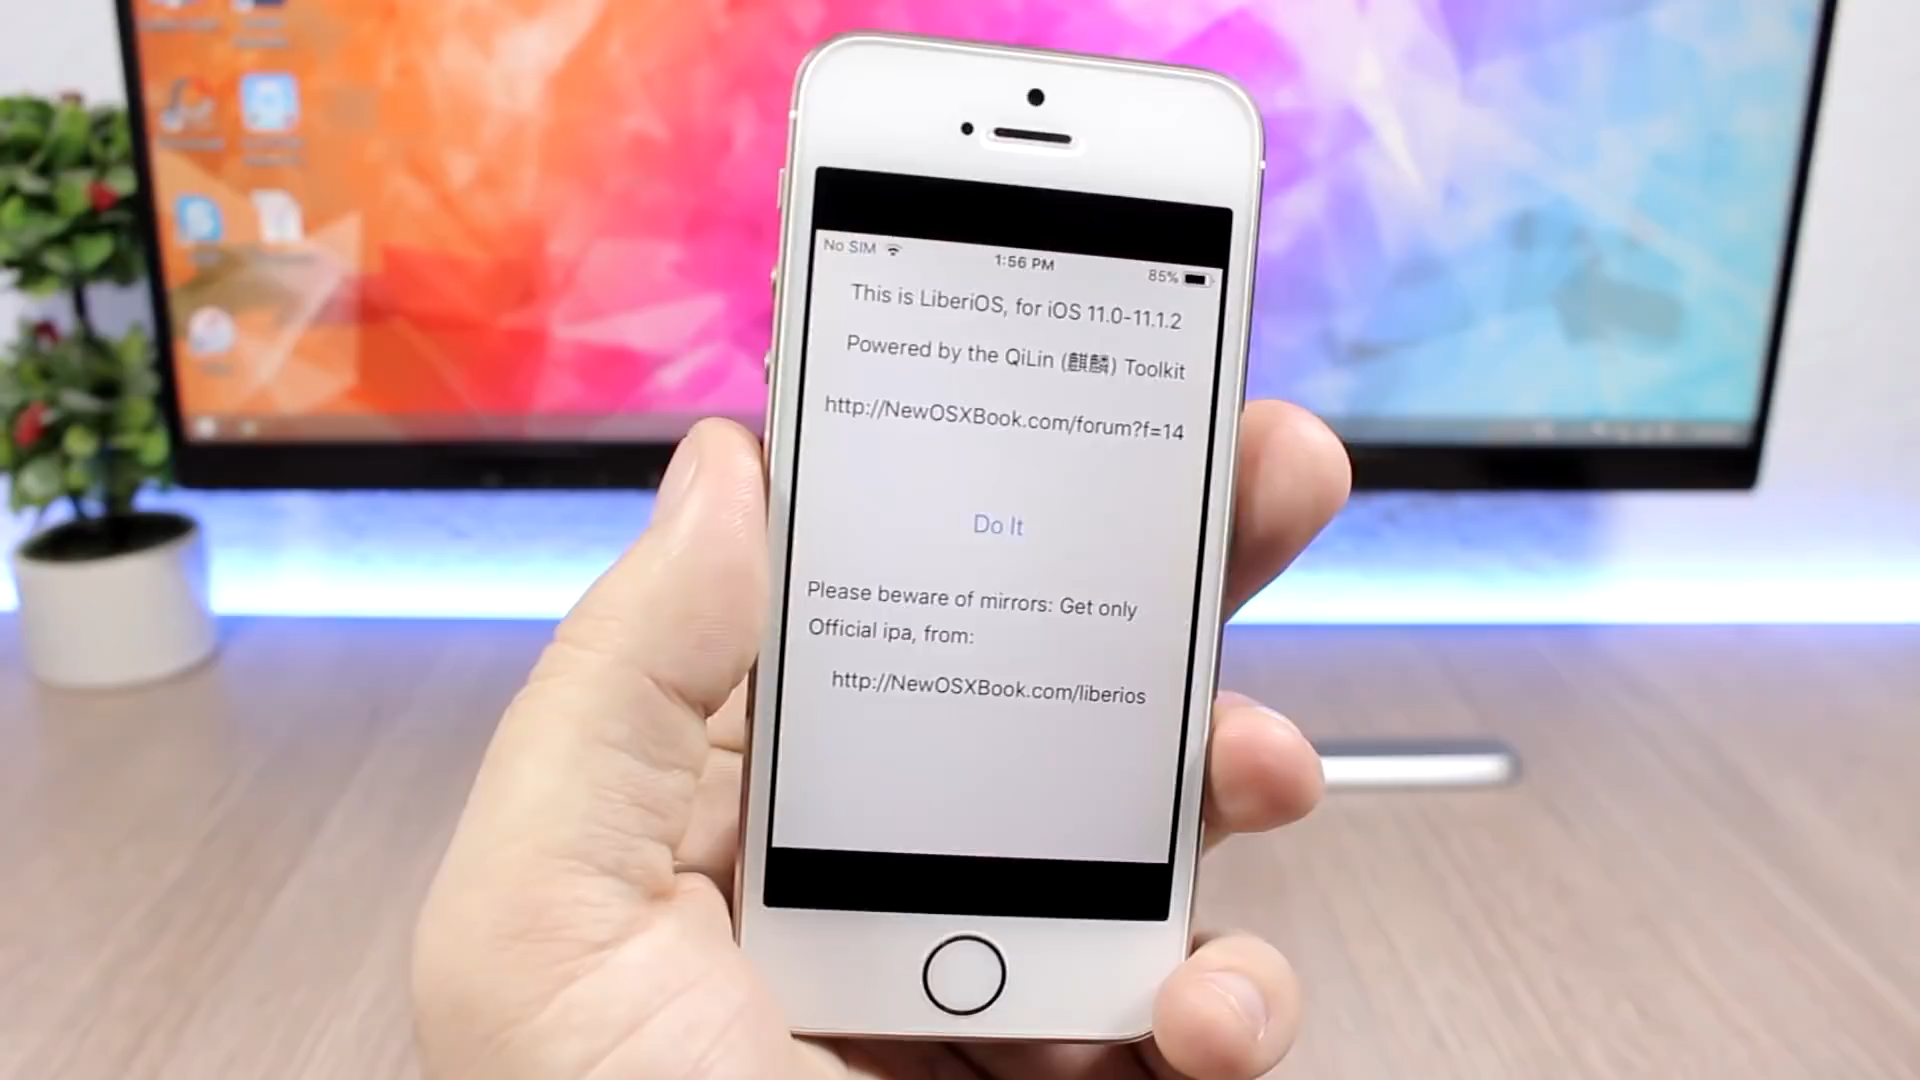 No SIM
1:56 PM
85%
This is LiberiOS, for iOS 11.0-11.1.2
Powered by the QiLin (麒麟) Toolkit
http://NewOSXBook.com/forum?f=14
Do It
Please beware of mirrors: Get only
Official ipa, from:
http://NewOSXBook.com/liberios